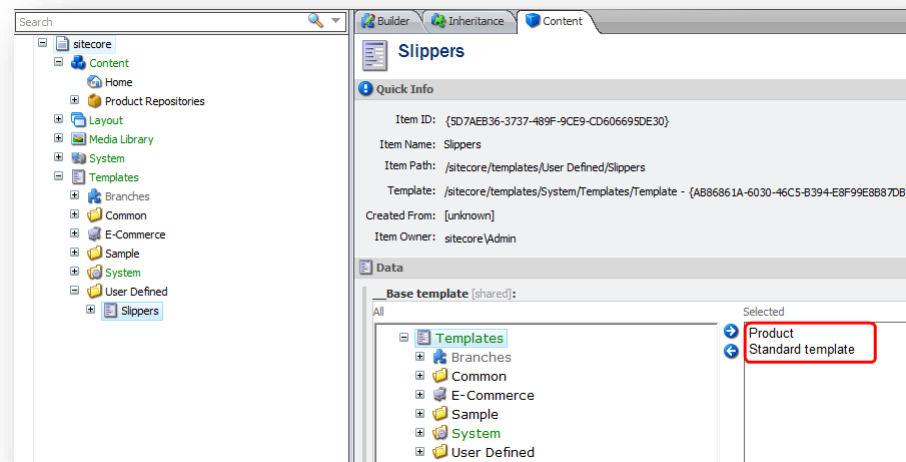 Search
sitecore
Content
Home
Product Repositories
Layout
Media Library
System
Templates
Branches
Common
E-Commerce
Sample
System
User Defined
Slippers
Builder Inheritance Content
Slippers
Quick Info
Item ID: {5D7AEB36-3737-489F-9CE9-CD606695DE30}
Item Name: Slippers
Item Path: /sitecore/templates/User Defined/Slippers
Template: /sitecore/templates/System/Templates/Template - {AB86861A-6030-46C5-B394-E8F99E8B87DB
Created From: [unknown]
Item Owner: sitecore\Admin
Data
__Base template [shared]:
All Selected
Templates
Branches
Common
E-Commerce
Sample
System
User Defined
Product
Standard template